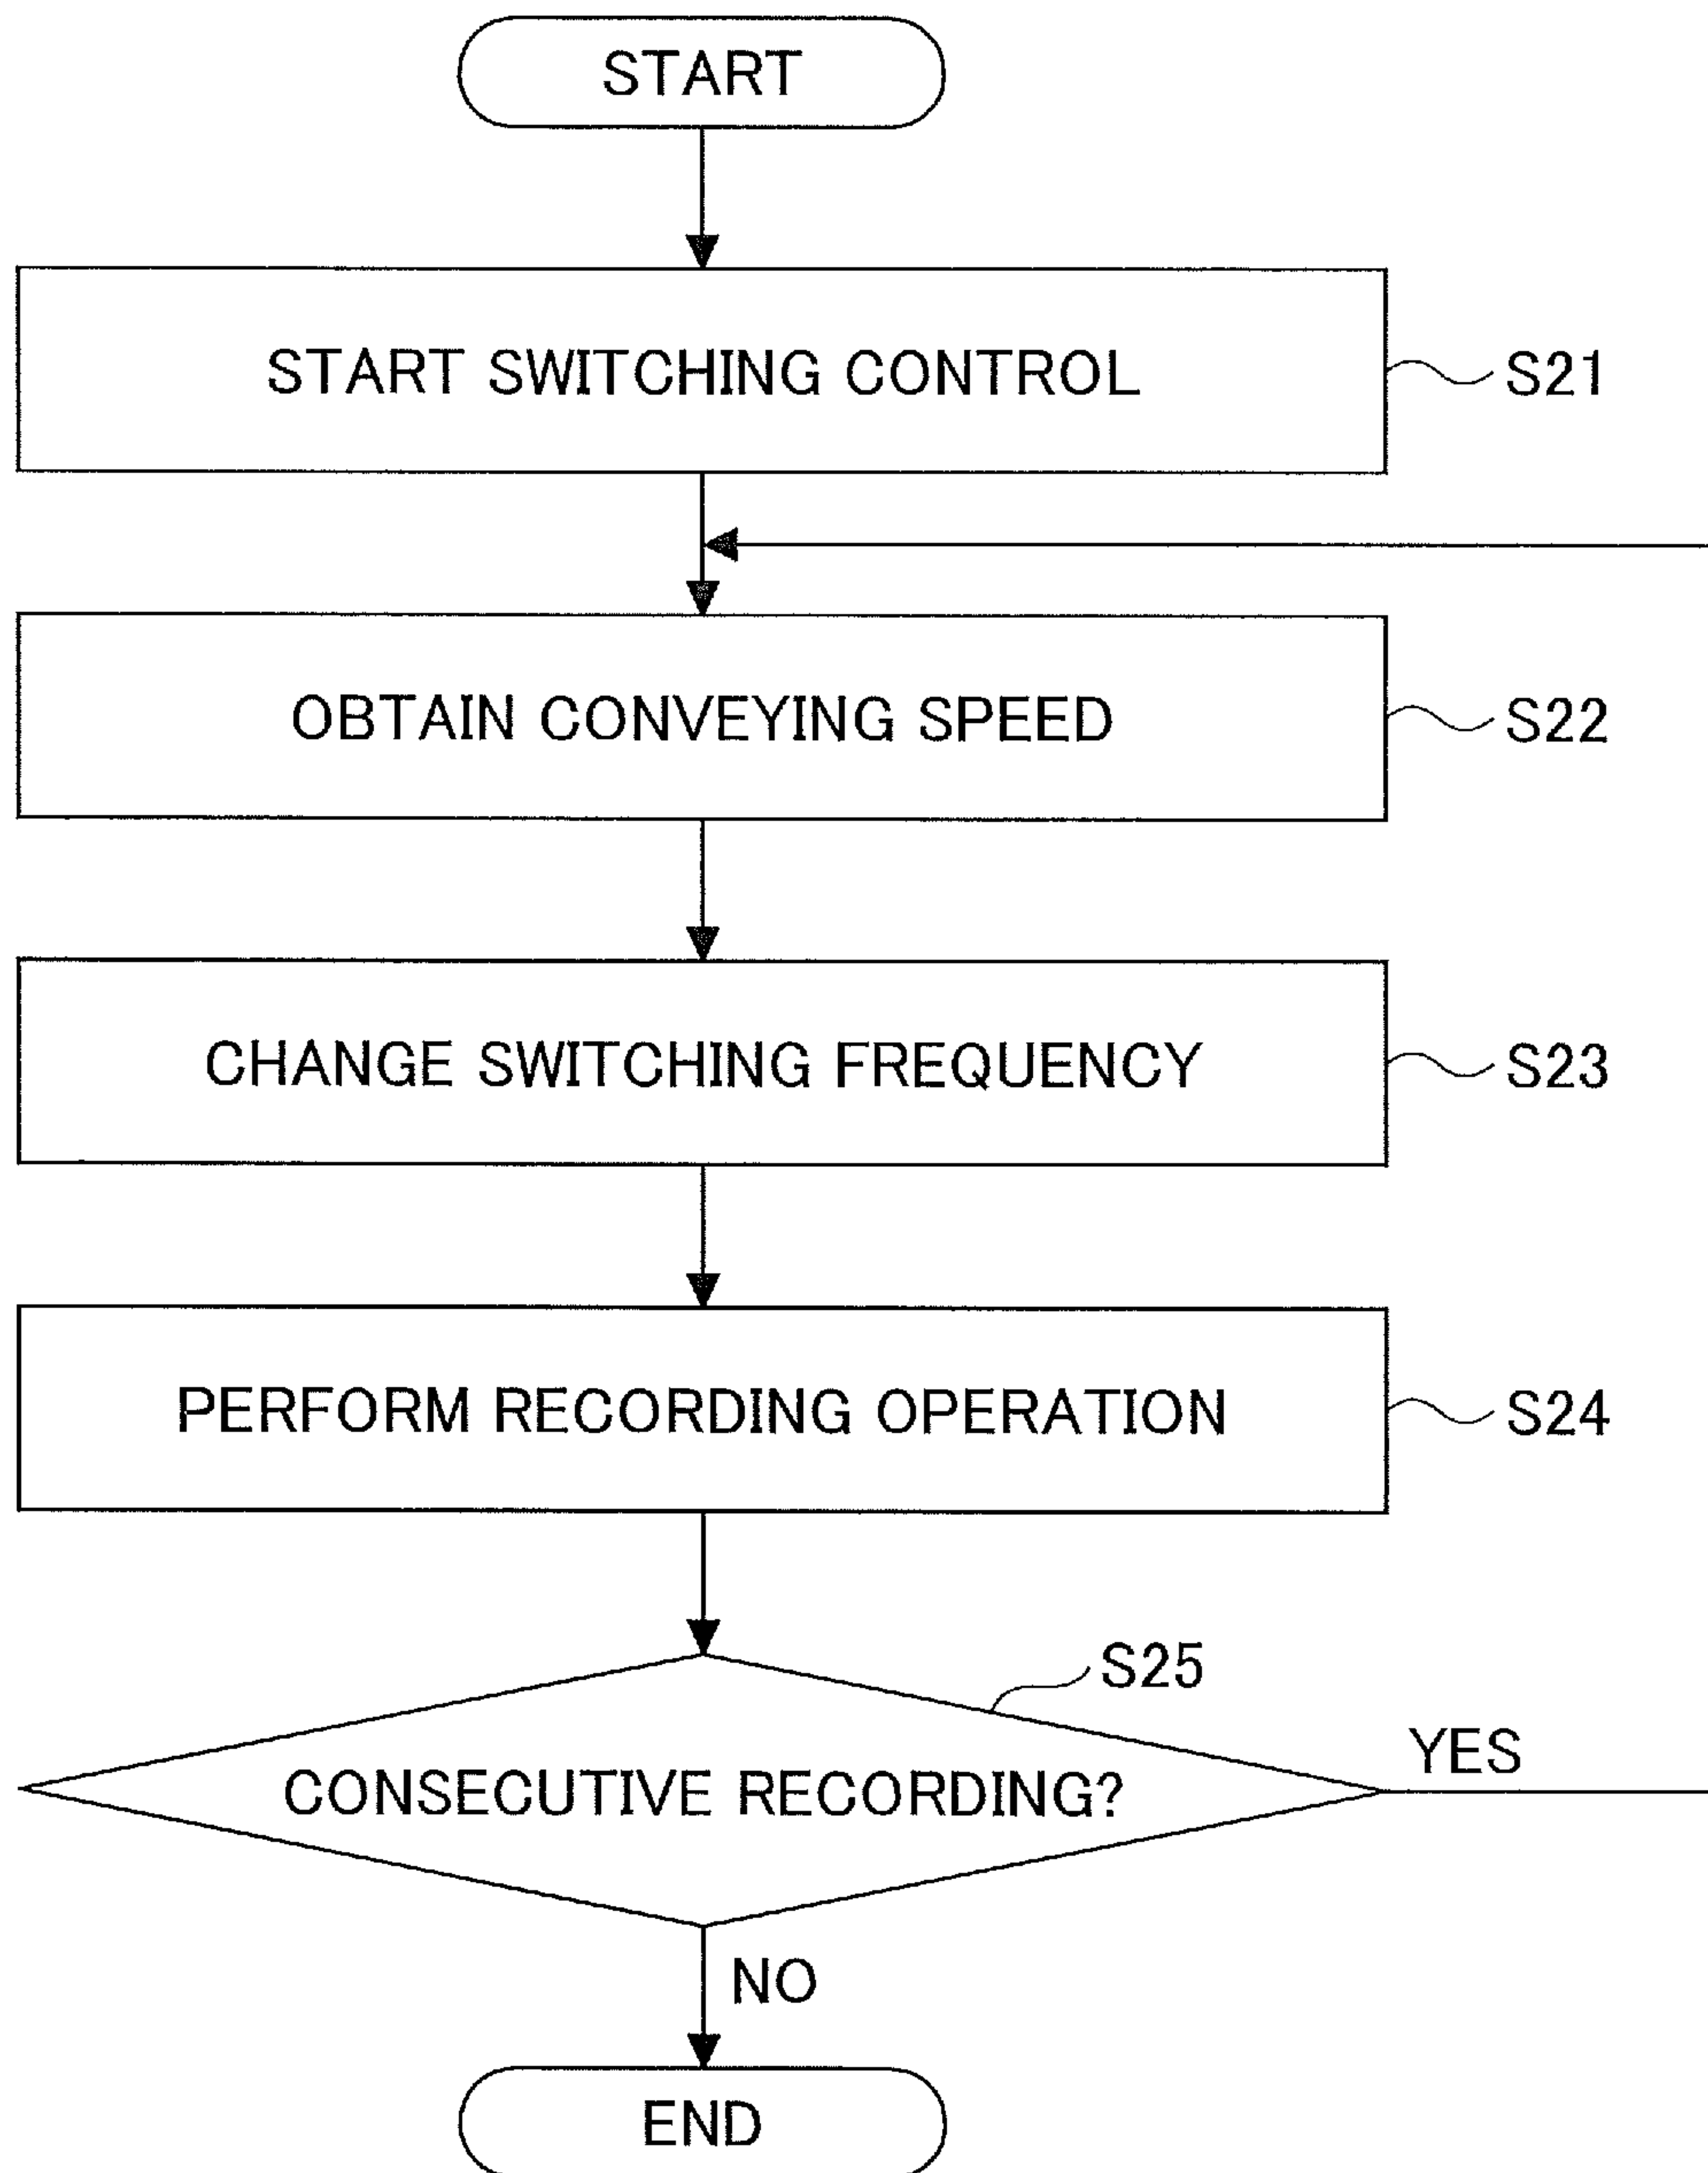 START
START SWITCHING CONTROL
S21
OBTAIN CONVEYING SPEED
S22
CHANGE SWITCHING FREQUENCY
S23
PERFORM RECORDING OPERATION
S24
S25
CONSECUTIVE RECORDING?
YES
NO
END